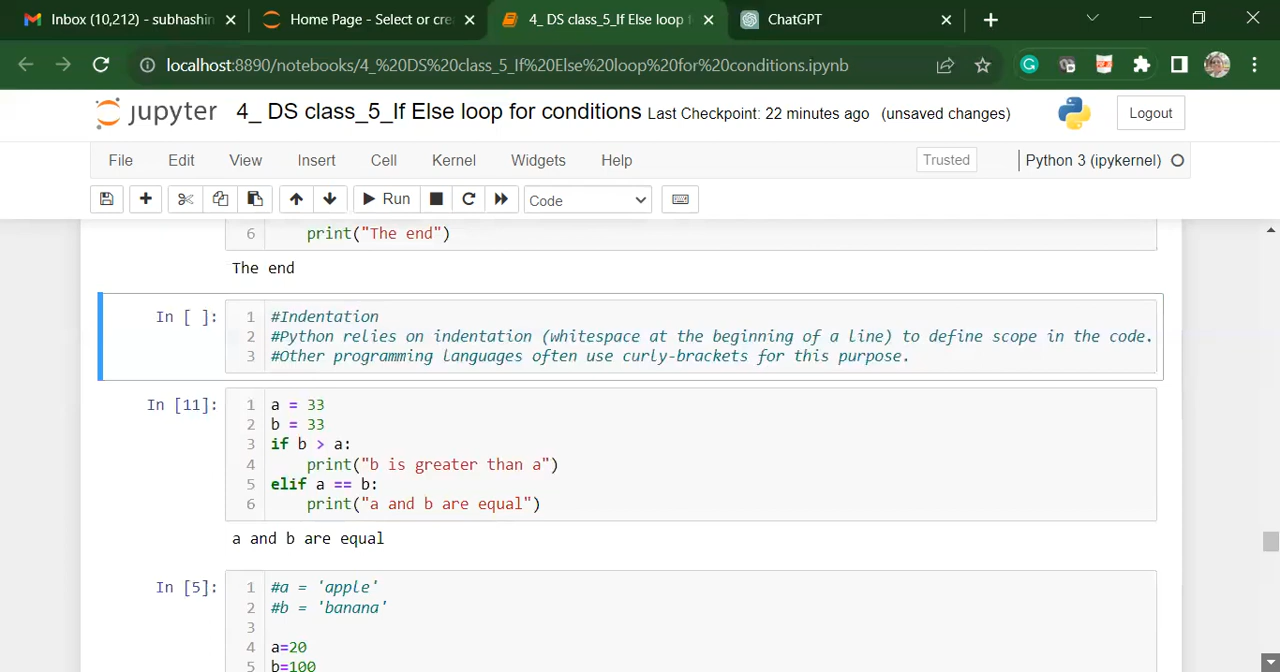 Inbox (10,212) - subhashin
Home Page - Select or cre
4_ DS class_5_If Else loop f
ChatGPT
localhost:8890/notebooks/4_%20DS%20class_5_If%20Else%20loop%20for%20conditions.ipynb
jupyter 4_ DS class_5_If Else loop for conditions Last Checkpoint: 22 minutes ago (unsaved changes) Logout
File Edit View Insert Cell Kernel Widgets Help Trusted Python 3 (ipykernel)
Run Code
6 print("The end")
The end
In [ ]: 1 #Indentation
2 #Python relies on indentation (whitespace at the beginning of a line) to define scope in the code.
3 #Other programming languages often use curly-brackets for this purpose.
In [11]: 1 a = 33
2 b = 33
3 if b > a:
4 print("b is greater than a")
5 elif a == b:
6 print("a and b are equal")
a and b are equal
In [5]: 1 #a = 'apple'
2 #b = 'banana'
3
4 a=20
5 b=100